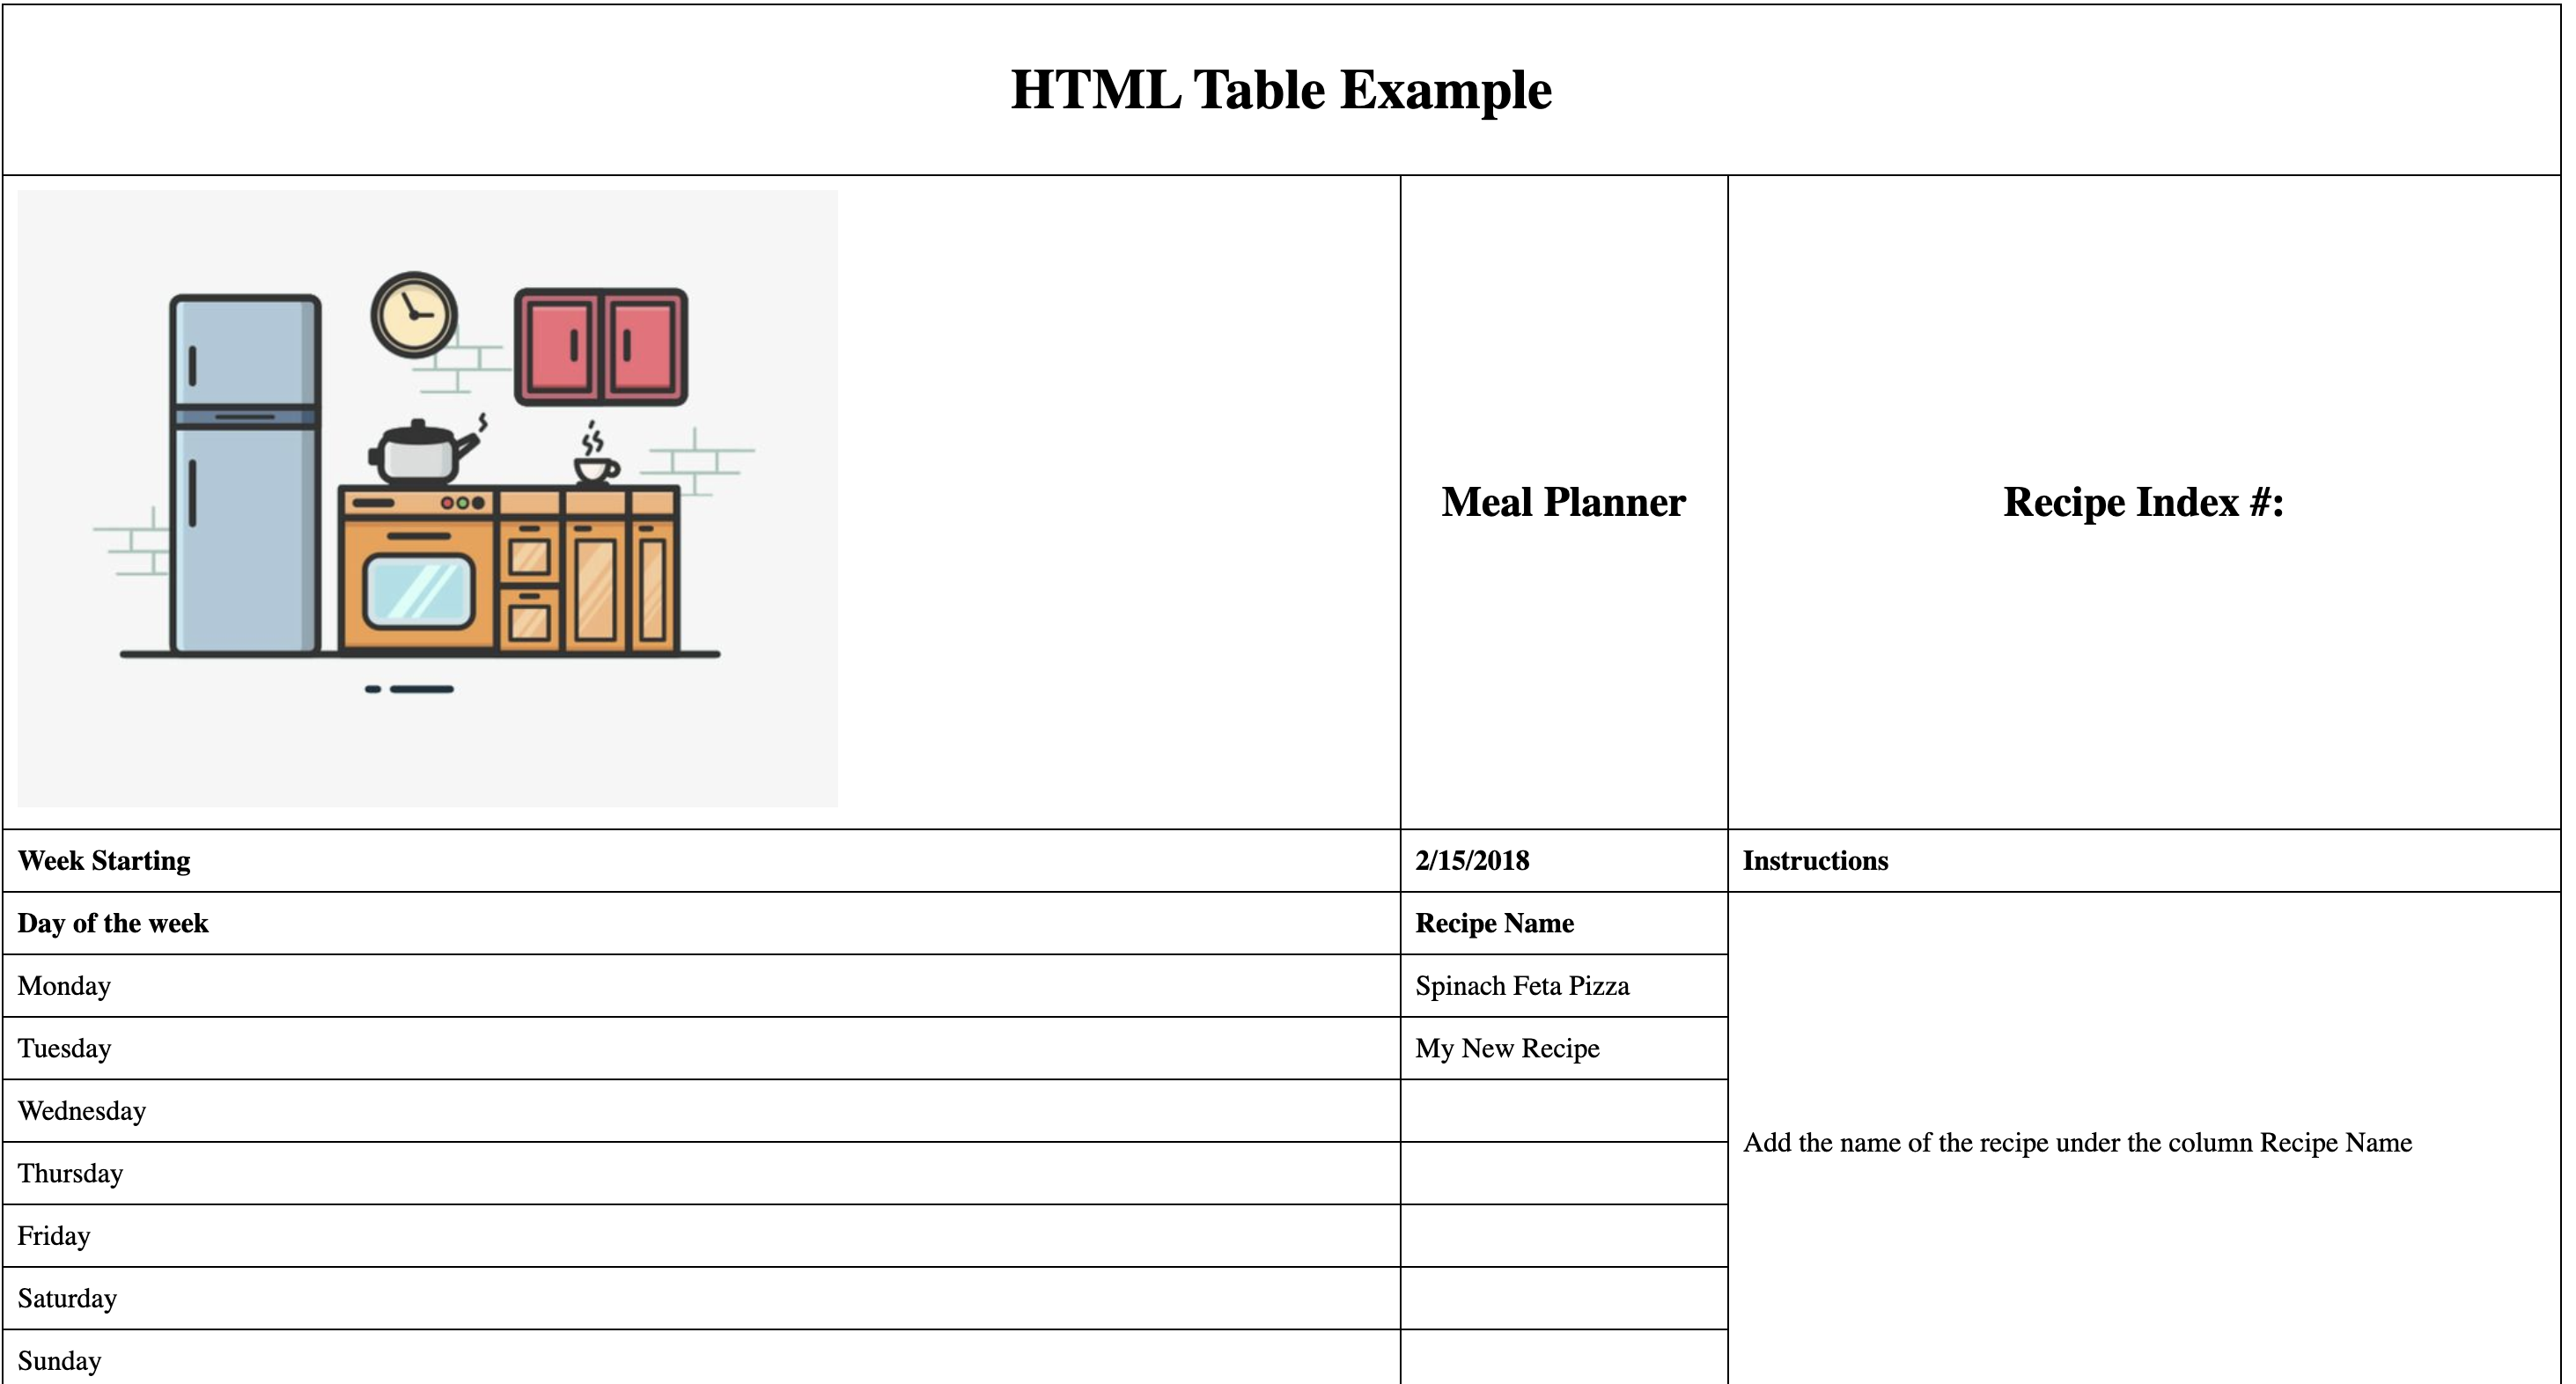 HTML Table Example
Meal Planner
Recipe Index #:
Week Starting
2/15/2018
Instructions
Day of the week
Recipe Name
Add the name of the recipe under the column Recipe Name
Monday
Spinach Feta Pizza
Tuesday
My New Recipe
Wednesday
Thursday
Friday
Saturday
Sunday